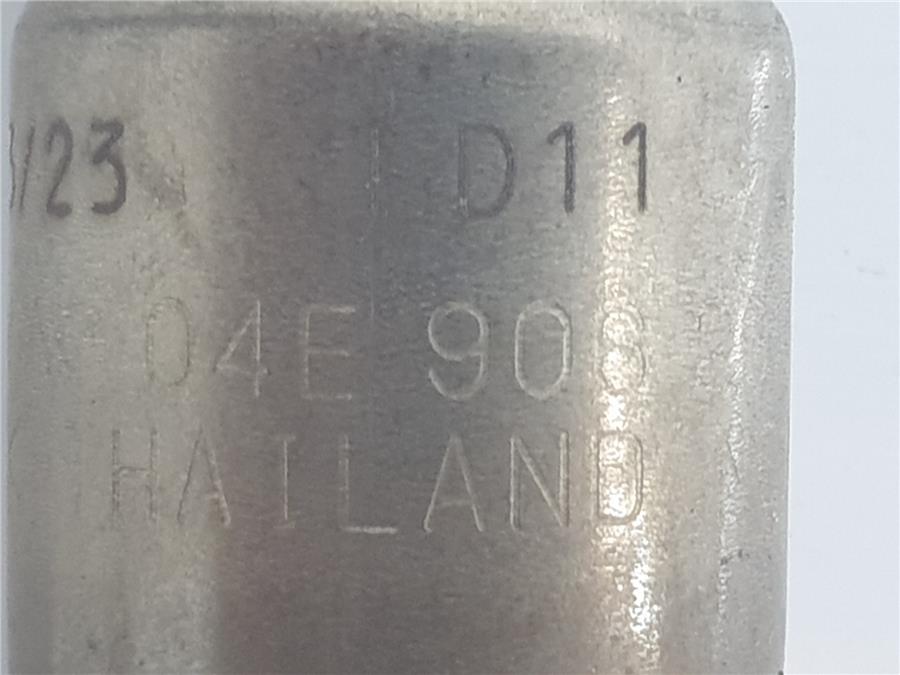 /23 D11
04E 906
HAILAND